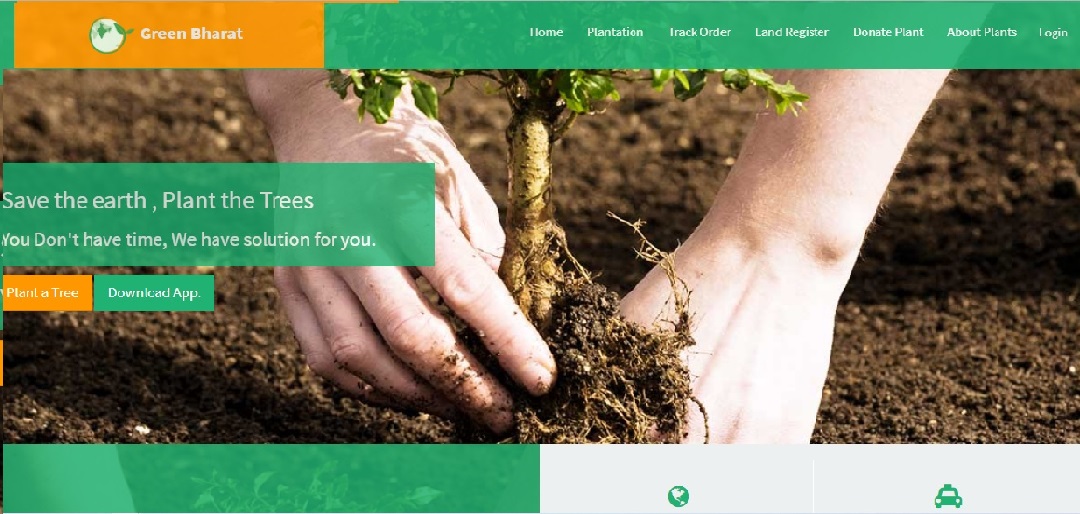 Green Bharat
Home Plantation Track Order Land Register Donate Plant About Plants Login
Save the earth , Plant the Trees
You Don't have time, We have solution for you.
Plant a Tree Download App.